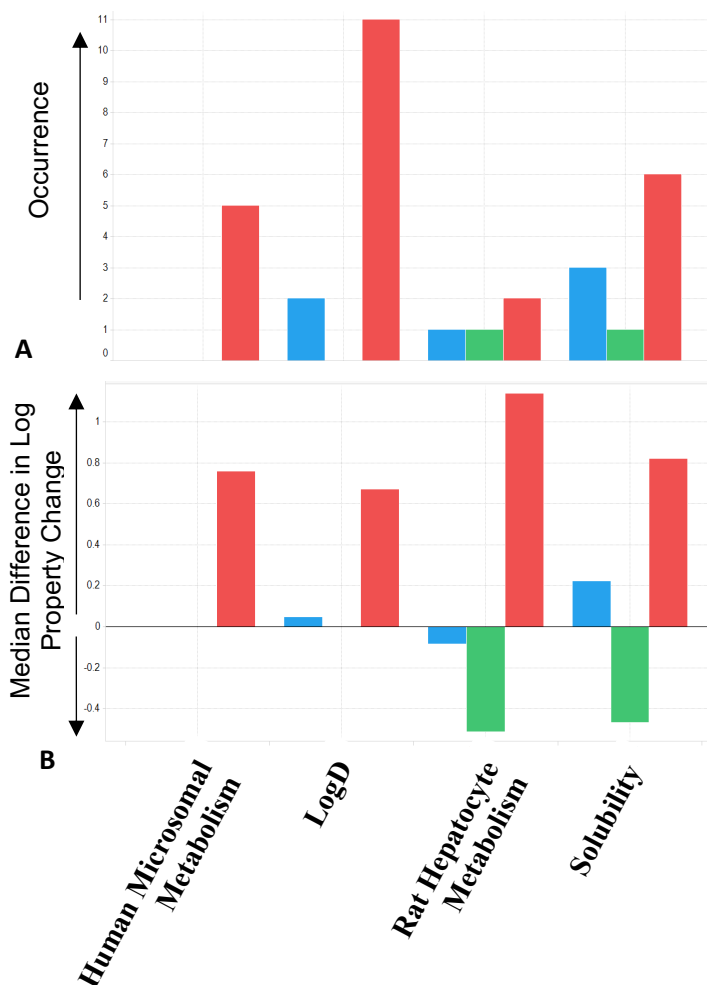 Occurrence
11
10
9
8
7
6
5
4
3
2
1
0
A
Median Difference in Log
Property Change
1
0.8
0.6
0.4
0.2
0
-0.2
-0.4
B
Human Microsomal
Metabolism
LogD
Rat Hepatocyte
Metabolism
Solubility